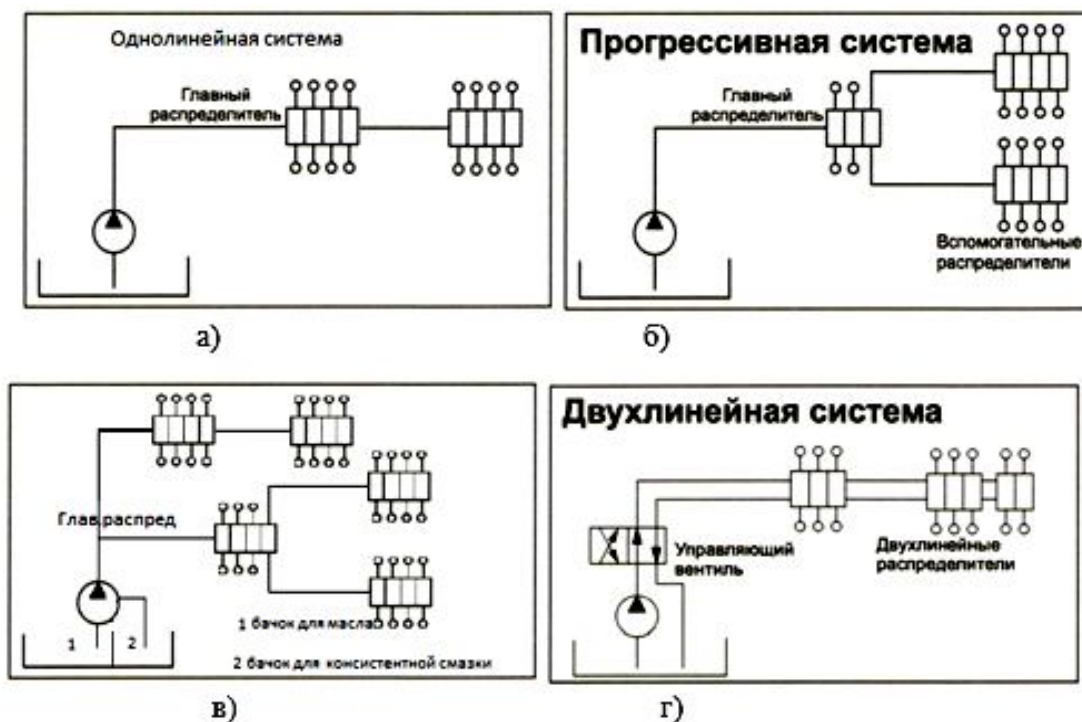 Однолинейная система
Главный
распределитель
а)
Прогрессивная система
Главный
распределитель
Вспомогательные
распределители
б)
Глав.распред
1 2
1 бачок для масла
2 бачок для консистентной смазки
в)
Двухлинейная система
Управляющий
вентиль
Двухлинейные
распределители
г)